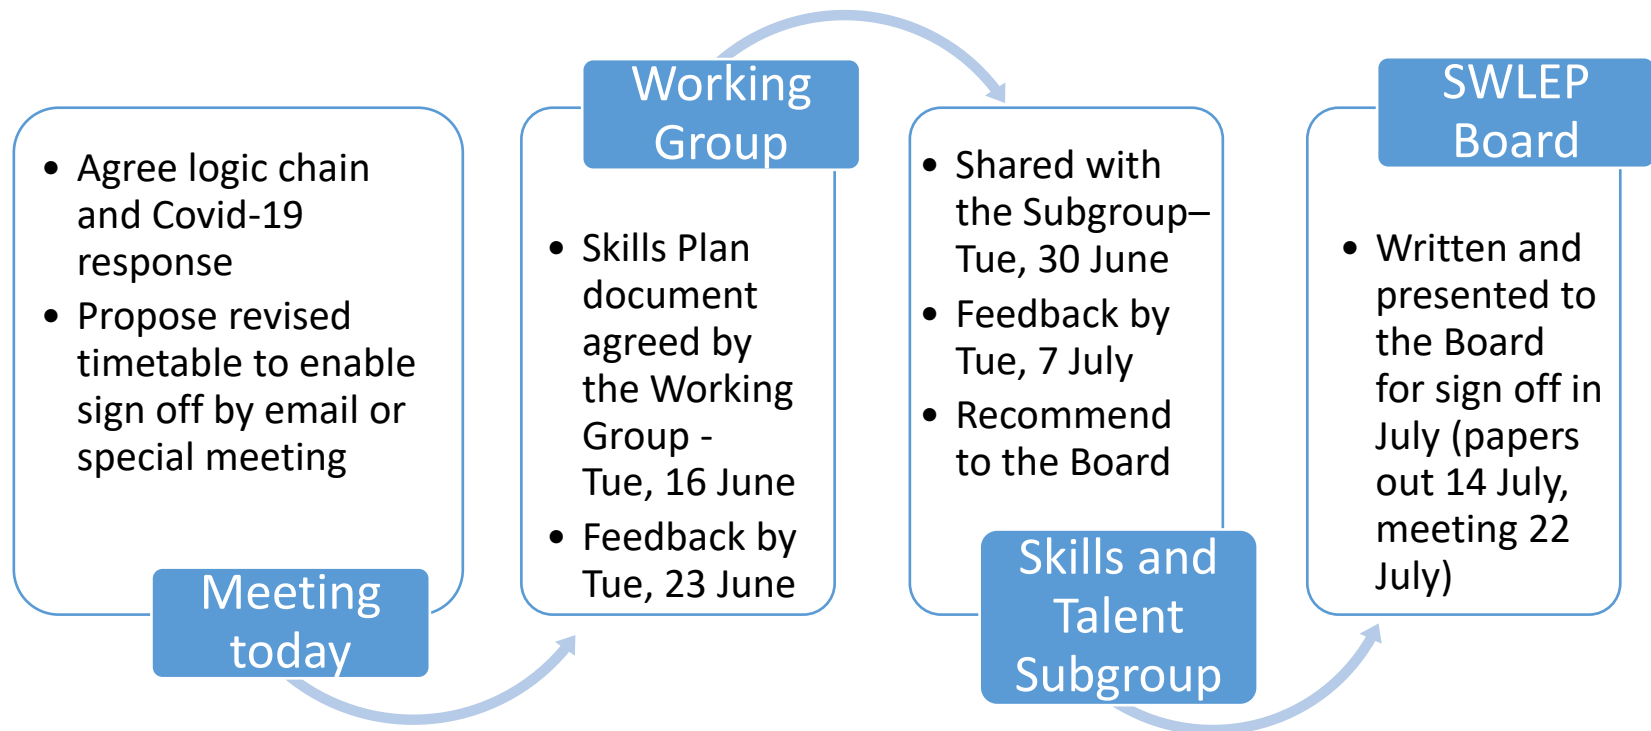 • Agree logic chain
and Covid-19
response
• Propose revised
timetable to enable
sign off by email or
special meeting
Meeting
today
Working
Group
• Skills Plan
document
agreed by
the Working
Group -
Tue, 16 June
• Feedback by
Tue, 23 June
• Shared with
the Subgroup–
Tue, 30 June
• Feedback by
Tue, 7 July
• Recommend
to the Board
Skills and
Talent
Subgroup
SWLEP
Board
• Written and
presented to
the Board
for sign off in
July (papers
out 14 July,
meeting 22
July)